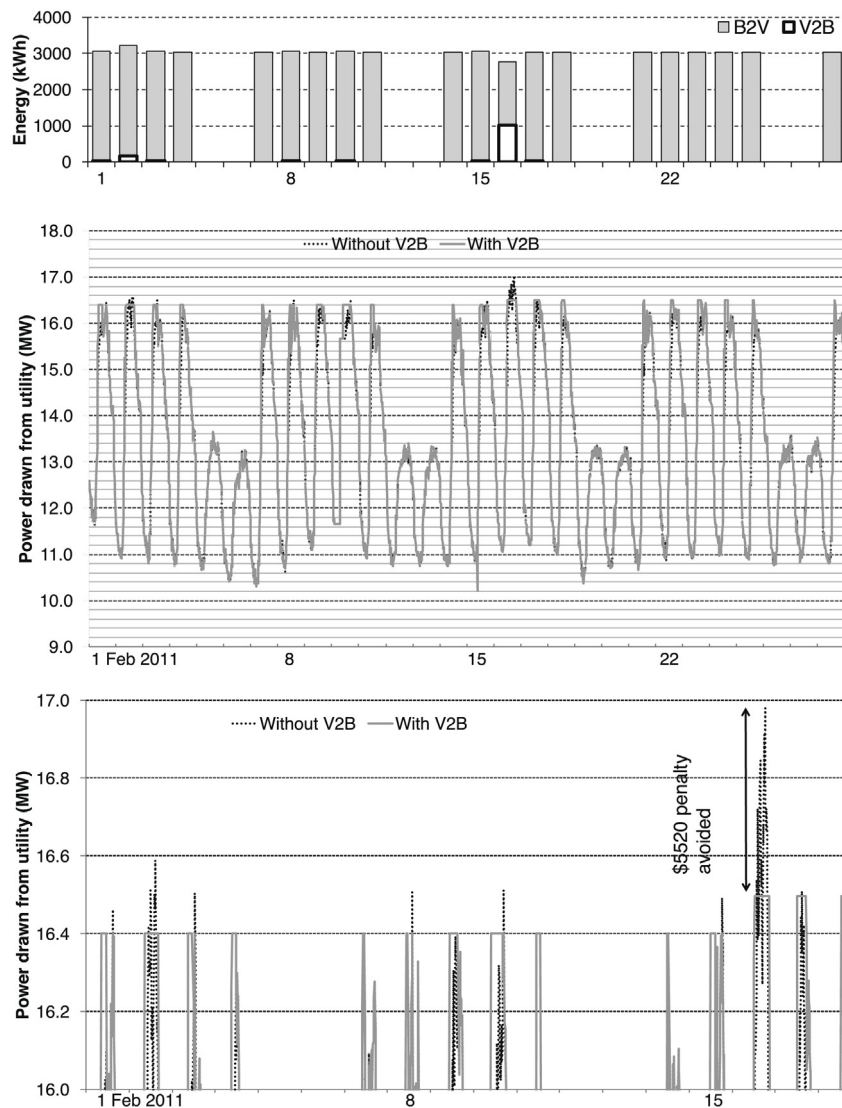 4000
3000
2000
1000
0
Energy (kWh)
B2V V2B
1 8 15 22
18.0
17.0
16.0
15.0
14.0
13.0
12.0
11.0
10.0
9.0
Power drawn from utility (MW)
Without V2B With V2B
1 Feb 2011 8 15 22
17.0
16.8
16.6
16.4
16.2
16.0
Power drawn from utility (MW)
Without V2B With V2B
$5520 penalty
avoided
1 Feb 2011 8 15